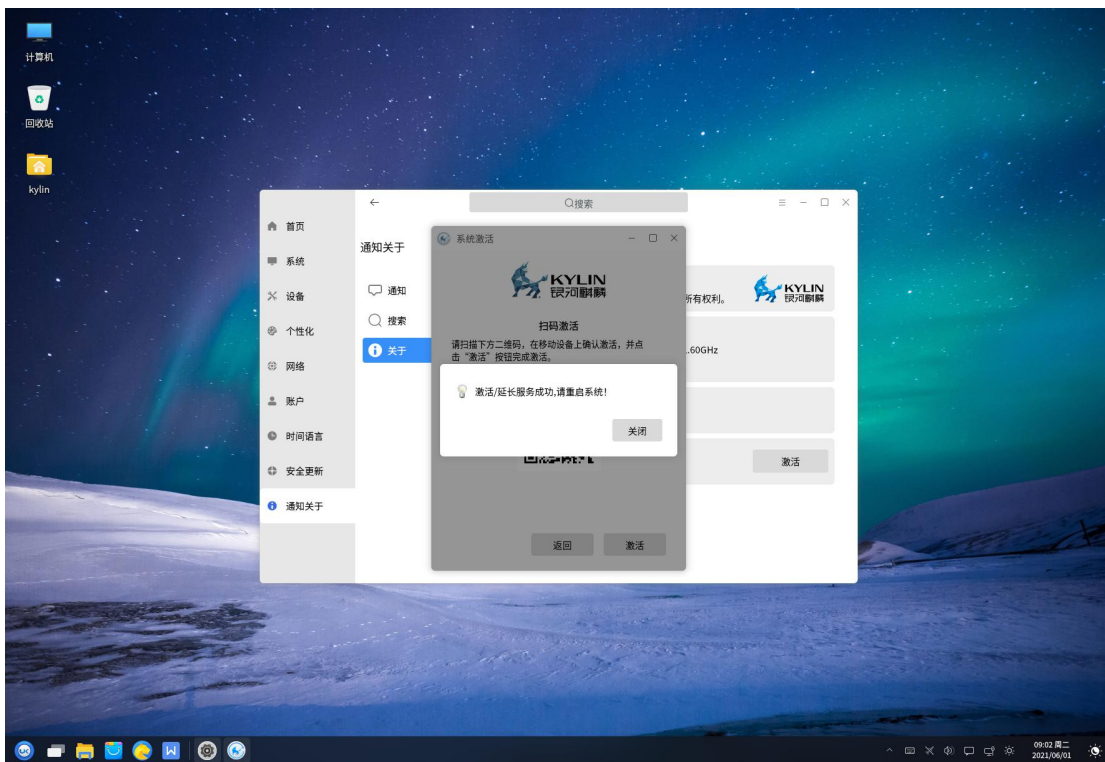 计算机
回收站
kylin
搜索
首页
系统
设备
个性化
网络
账户
时间语言
安全更新
通知关于
通知关于
通知
搜索
关于
系统激活
KYLIN
银河麒麟
扫码激活
请扫描下方二维码，在移动设备上确认激活，并点
击“激活”按钮完成激活。
激活/延长服务成功,请重启系统!
关闭
返回
激活
所有权利。
KYLIN
银河麒麟
.60GHz
激活
09:02 周二
2021/06/01